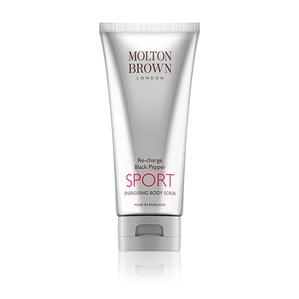 MOLTON
BROWN
LONDON
Re-charge
Black Pepper
SPORT
ENERGISING BODY SCRUB
MADE IN ENGLAND